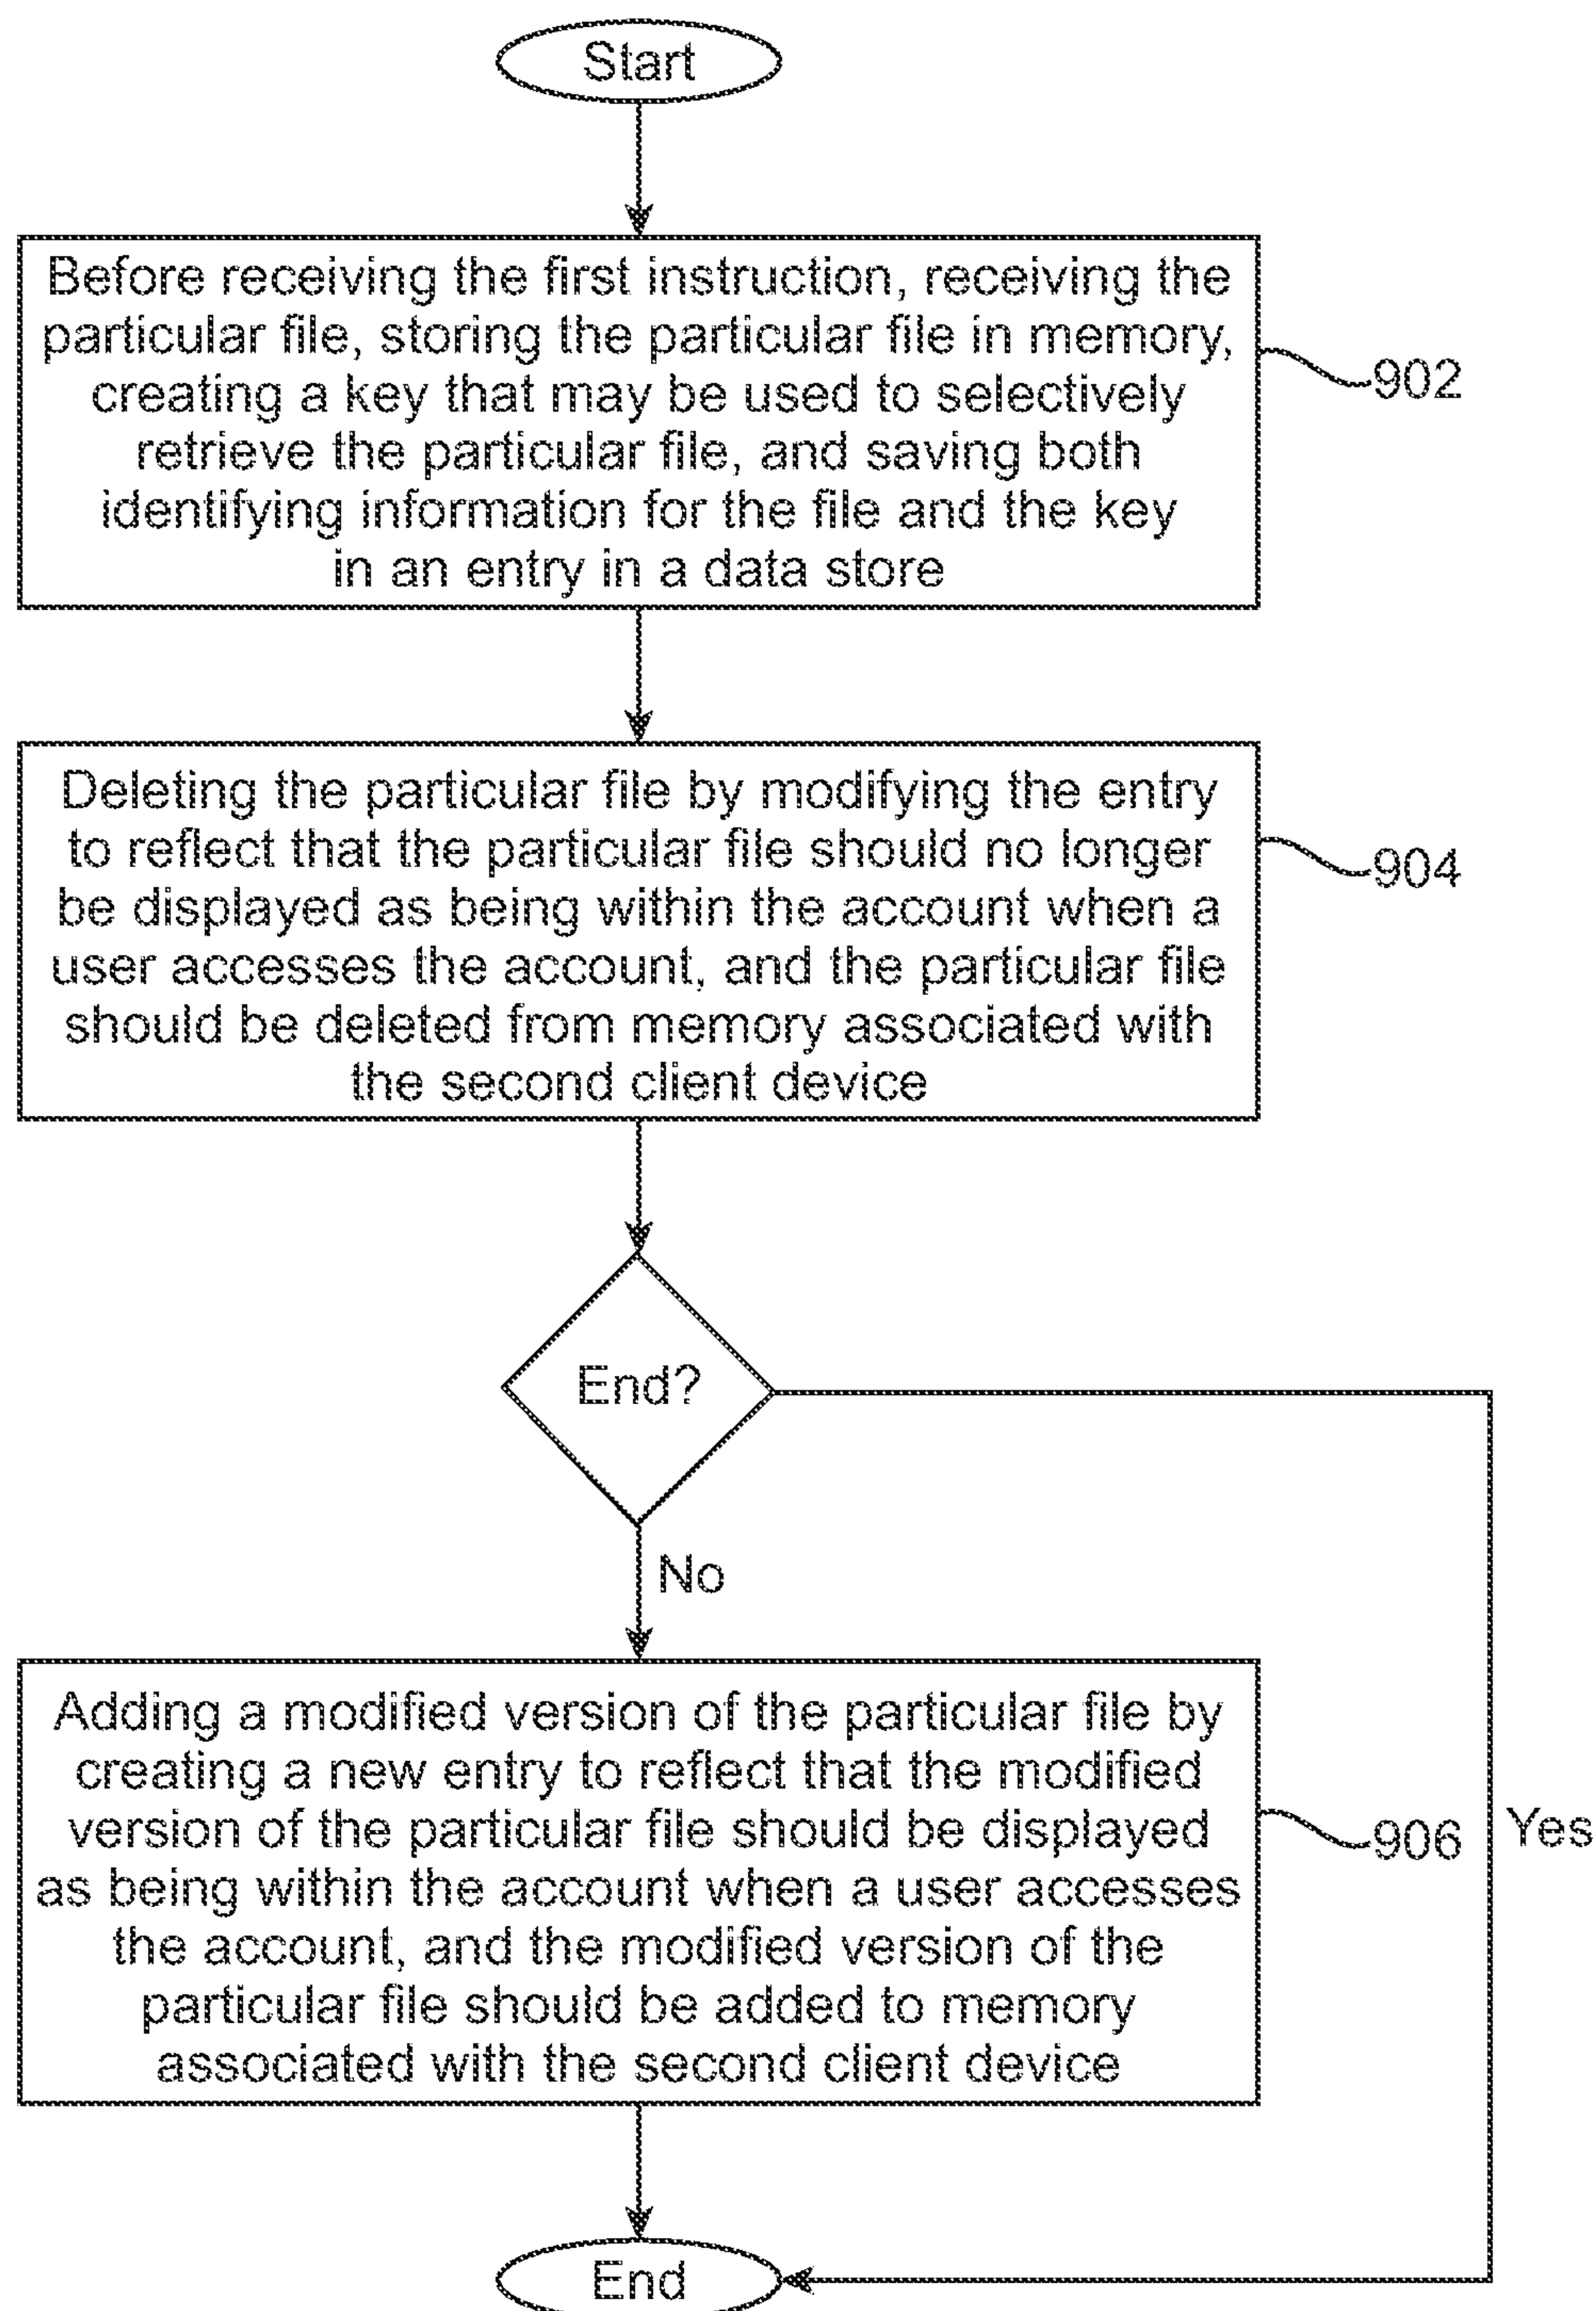 Start
Before receiving the first instruction, receiving the
particular file, storing the particular file in memory,
creating a key that may be used to selectively
retrieve the particular file, and saving both
identifying information for the file and the key
in an entry in a data store
902
Deleting the particular file by modifying the entry
to reflect that the particular file should no longer
be displayed as being within the account when a
user accesses the account, and the particular file
should be deleted from memory associated with
the second client device
904
End?
No
Adding a modified version of the particular file by
creating a new entry to reflect that the modified
version of the particular file should be displayed
as being within the account when a user accesses
the account, and the modified version of the
particular file should be added to memory
associated with the second client device
906
Yes
End